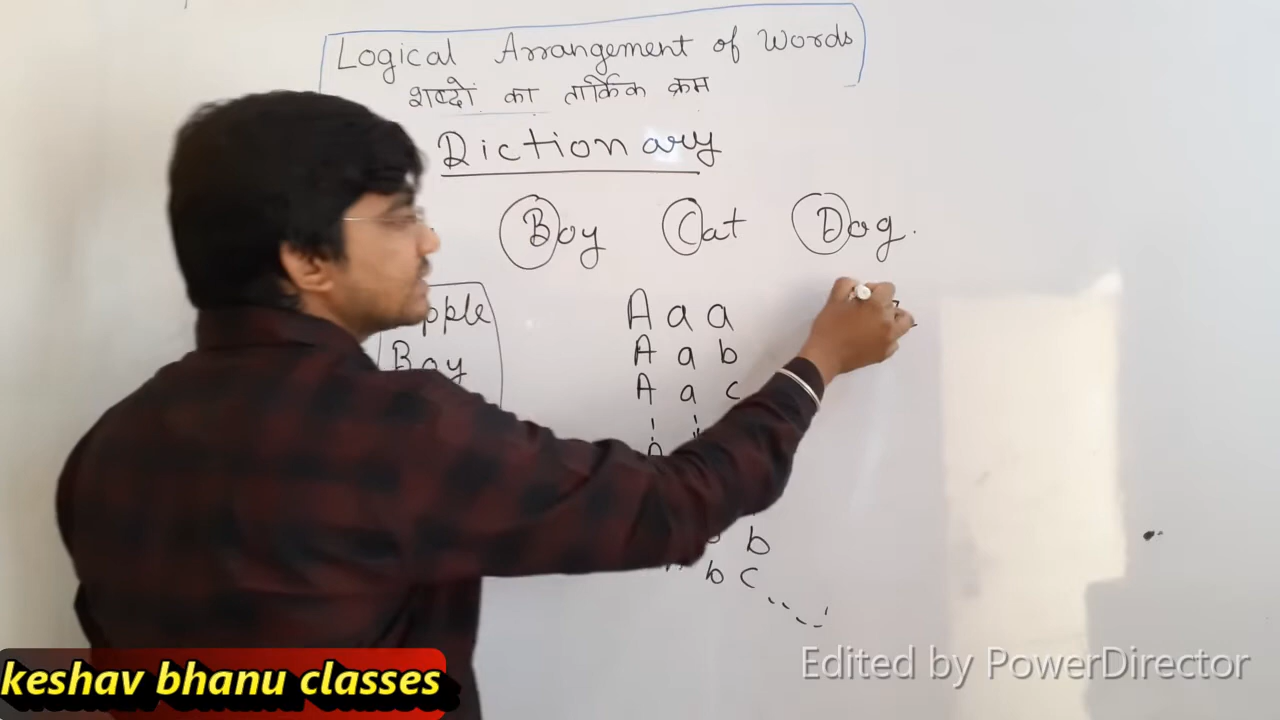 Logical Arrangement of Words
शब्दों का तार्किक क्रम
Dictionary
Boy Cat Dog.
pple
Boy
A a a
A a b
A a c
A
b
b c
keshav bhanu classes
Edited by PowerDirector